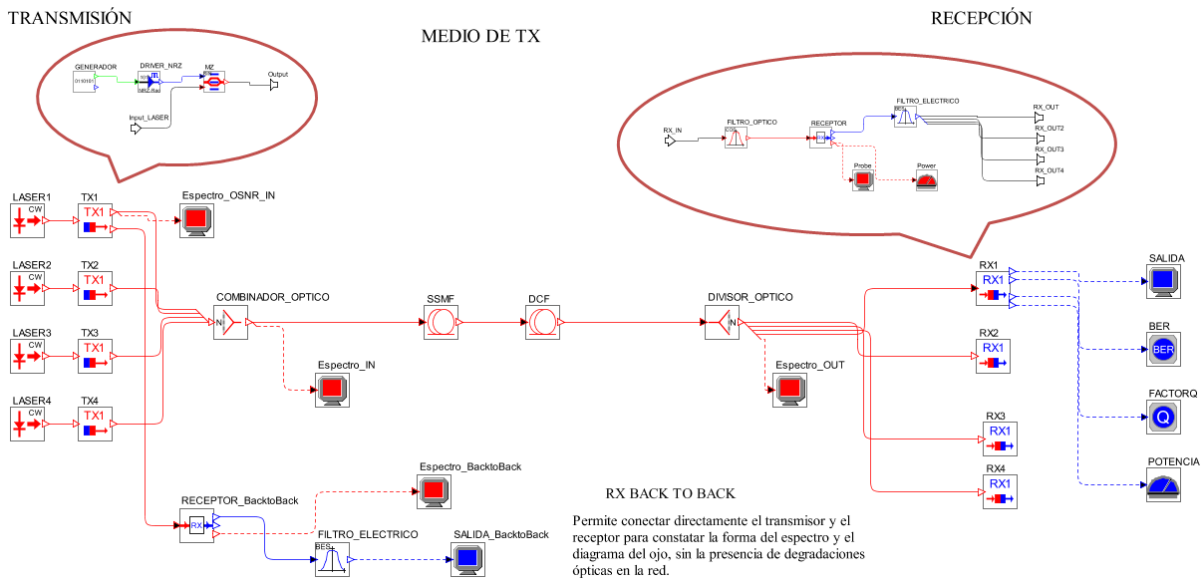 TRANSMISIÓN
MEDIO DE TX
RECEPCIÓN
GENERADOR
DRIVER_NRZ
MZ
Output
Input_LASER
FILTRO_ELECTRICO
BES
RX_OUT
RX_IN
FILTRO_OPTICO
RECEPTOR
RX_OUT2
RX_OUT3
RX_OUT4
Probe
Power
LASER1
CW
TX1
TX1
Espectro_OSNR_IN
LASER2
CW
TX2
TX1
LASER3
CW
TX3
TX1
LASER4
CW
TX4
TX1
COMBINADOR_OPTICO
N
Espectro_IN
SSMF
DCF
DIVISOR_OPTICO
N
Espectro_OUT
RX1
RX1
RX2
RX1
RX3
RX1
RX4
RX1
SALIDA
BER
BER
FACTORQ
Q
POTENCIA
Espectro_BacktoBack
RECEPTOR_BacktoBack
RX
FILTRO_ELECTRICO
BES
SALIDA_BacktoBack
RX BACK TO BACK
Permite conectar directamente el transmisor y el
receptor para constatar la forma del espectro y el
diagrama del ojo, sin la presencia de degradaciones
ópticas en la red.